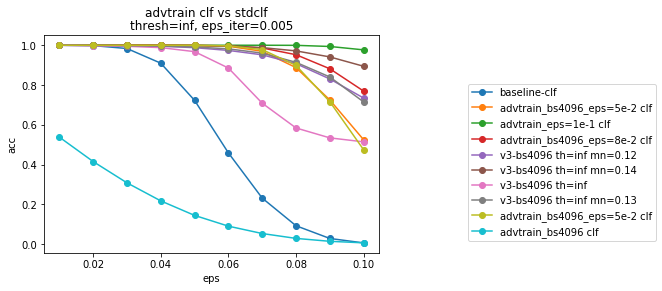 advtrain clf vs stdclf
thresh=inf, eps_iter=0.005
1.0
0.8
0.6
0.4
0.2
0.0
acc
0.02
0.04
0.06
0.08
0.10
eps
baseline-clf
advtrain_bs4096_eps=5e-2 clf
advtrain_eps=1e-1 clf
advtrain_bs4096_eps=8e-2 clf
v3-bs4096 th=inf mn=0.12
v3-bs4096 th=inf mn=0.14
v3-bs4096 th=inf
v3-bs4096 th=inf mn=0.13
advtrain_bs4096_eps=5e-2 clf
advtrain_bs4096 clf